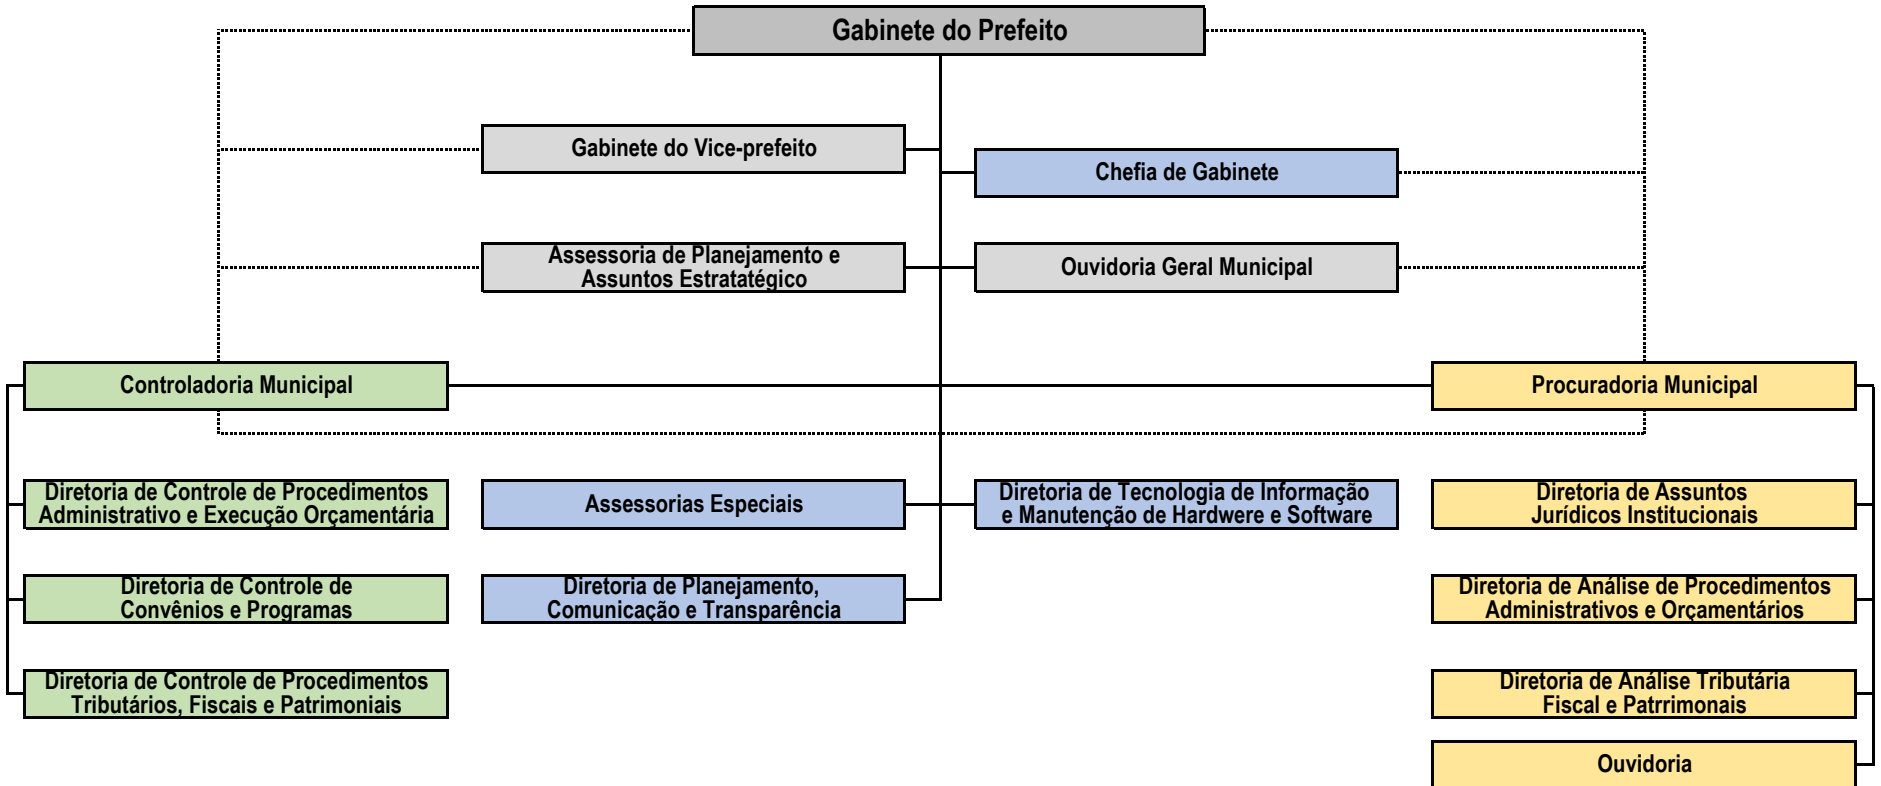 Gabinete do Prefeito
Gabinete do Vice-prefeito
Chefia de Gabinete
Assessoria de Planejamento e
Assuntos Estratatégico
Ouvidoria Geral Municipal
Controladoria Municipal
Procuradoria Municipal
Diretoria de Controle de Procedimentos
Administrativo e Execução Orçamentária
Assessorias Especiais
Diretoria de Tecnologia de Informação
e Manutenção de Hardwere e Software
Diretoria de Assuntos
Jurídicos Institucionais
Diretoria de Controle de
Convênios e Programas
Diretoria de Planejamento,
Comunicação e Transparência
Diretoria de Análise de Procedimentos
Administrativos e Orçamentários
Diretoria de Controle de Procedimentos
Tributários, Fiscais e Patrimoniais
Diretoria de Análise Tributária
Fiscal e Patrrimonais
Ouvidoria